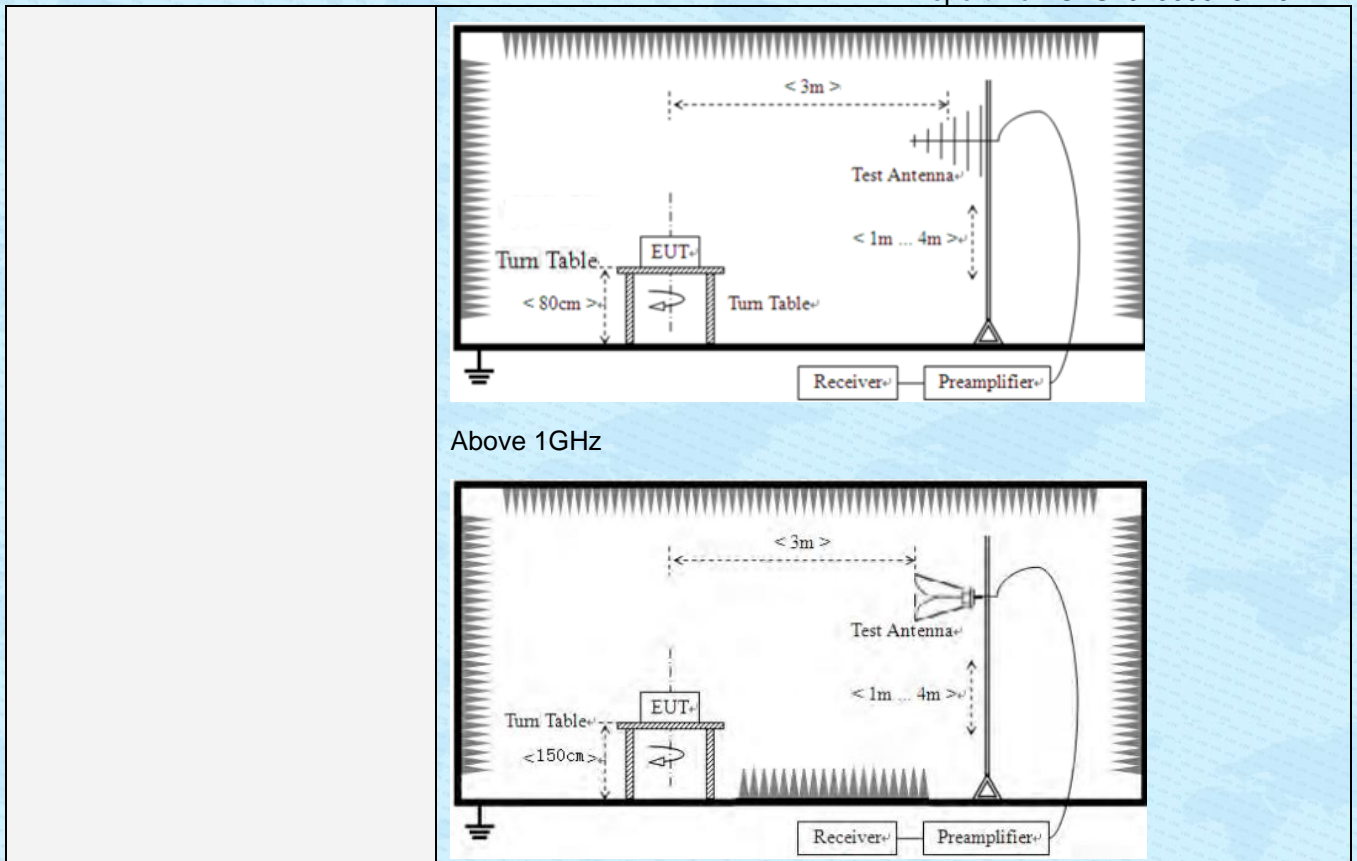 < 3m >
Test Antenna
< 1m ... 4m >
EUT
Turn Table
< 80cm >
Turn Table
Receiver
Preamplifier
Above 1GHz
< 3m >
Test Antenna
< 1m ... 4m >
EUT
Turn Table
<150cm>
Receiver
Preamplifier